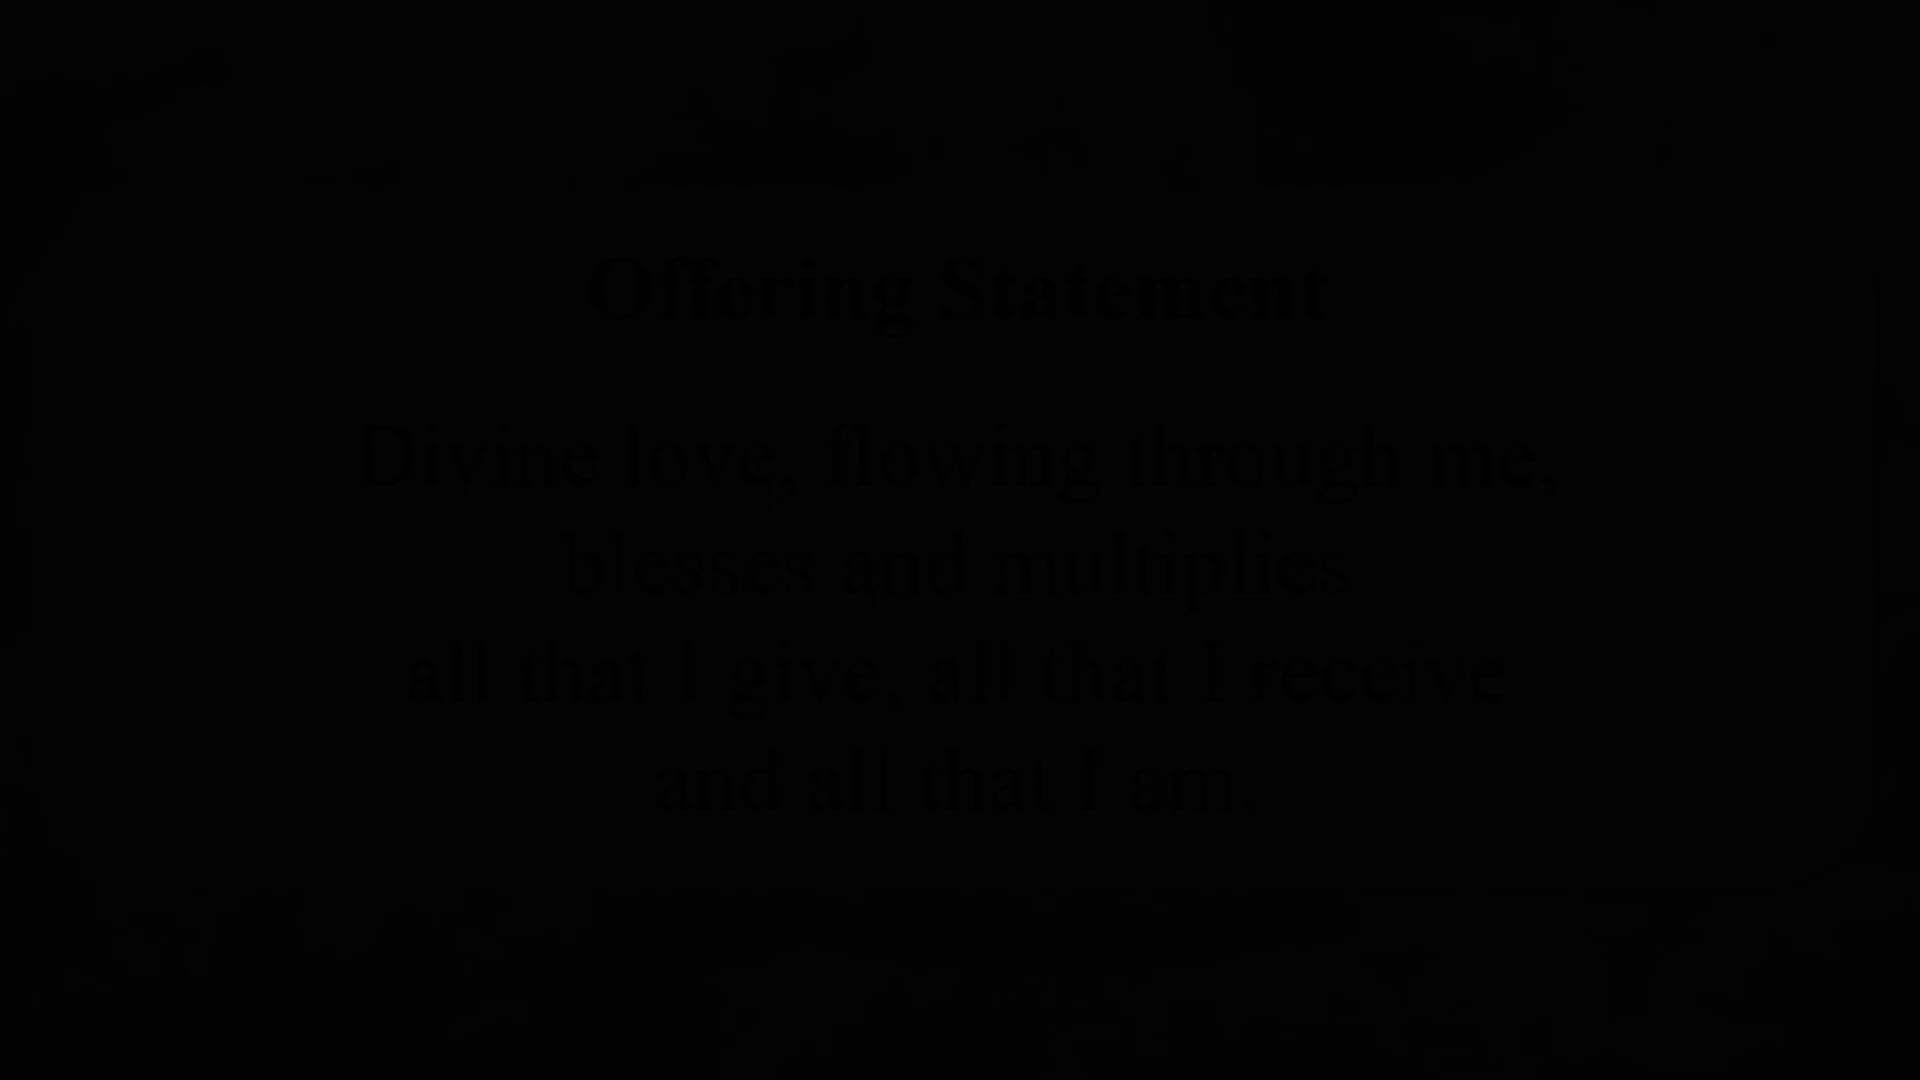 Offering Statement
Divine love, flowing through me,
blesses and multiplies
all that I give, all that I receive
and all that I am.